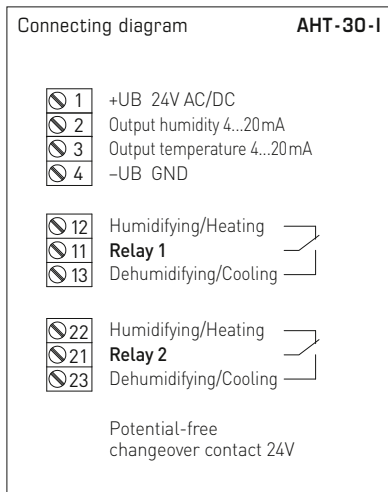 Connecting diagram AHT-30-I
1 +UB 24V AC/DC
2 Output humidity 4...20mA
3 Output temperature 4...20mA
4 –UB GND
12 Humidifying/Heating
11 Relay 1
13 Dehumidifying/Cooling
22 Humidifying/Heating
21 Relay 2
23 Dehumidifying/Cooling
Potential-free
changeover contact 24V